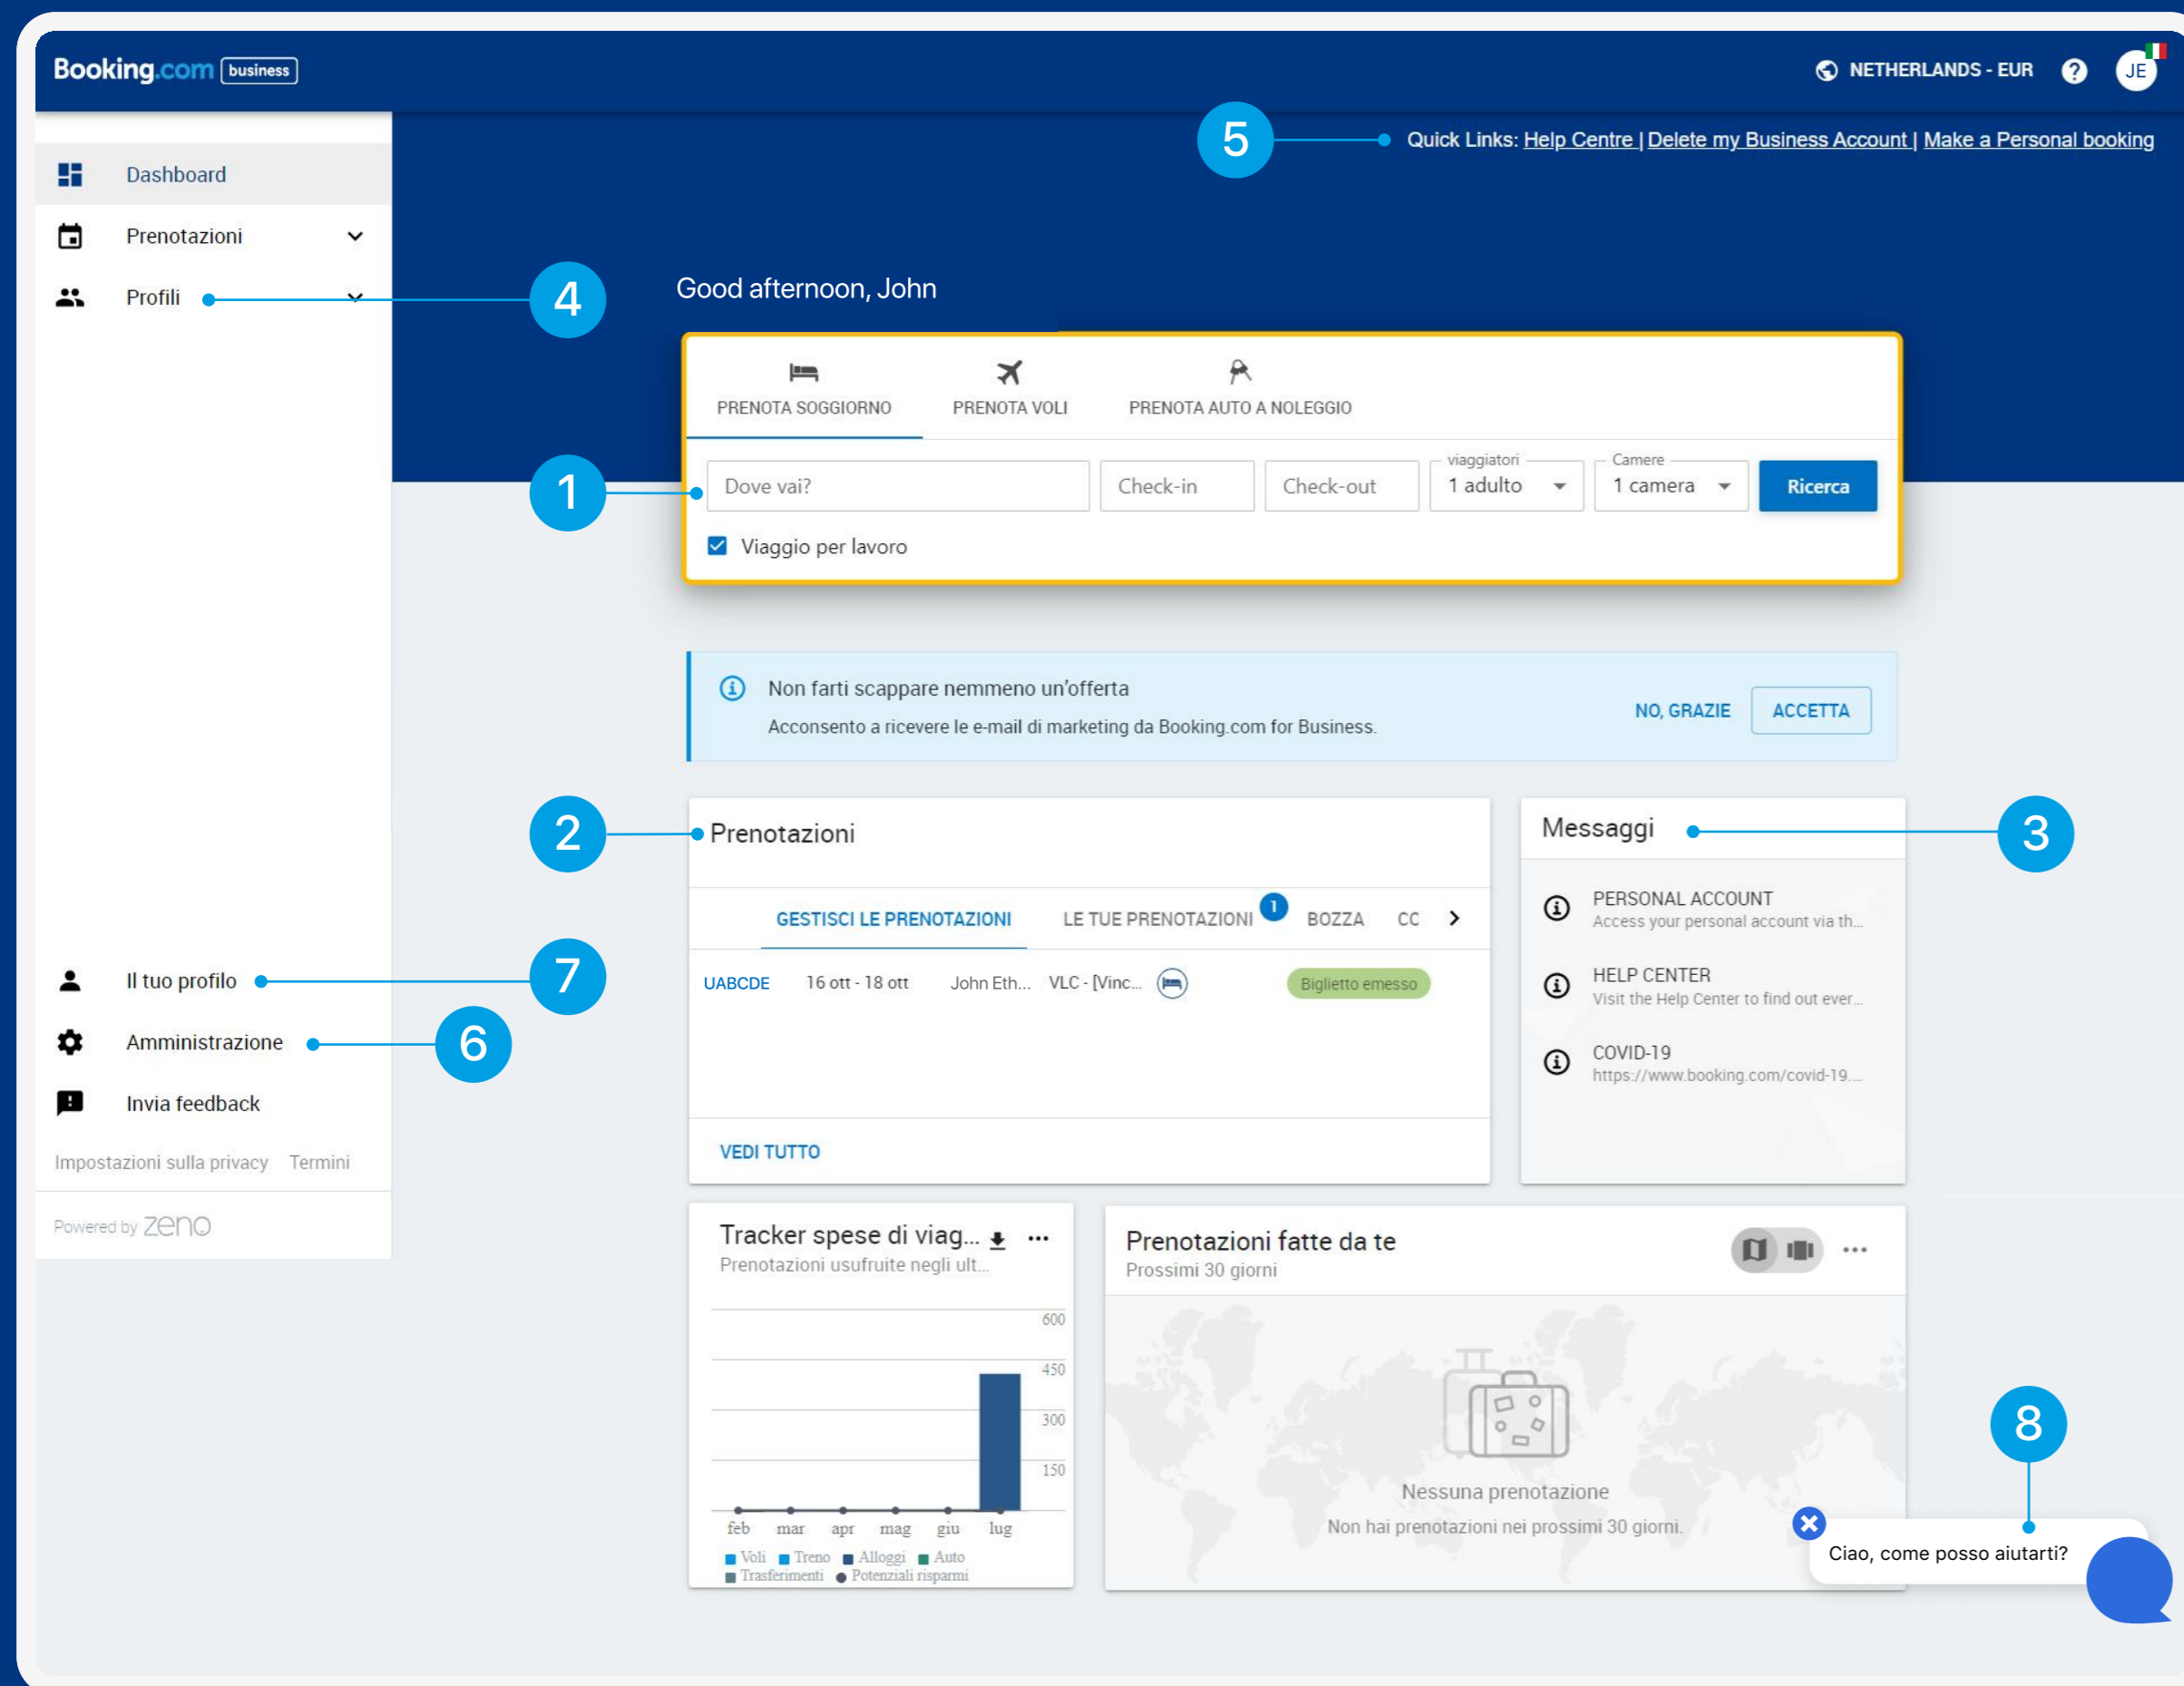 Booking.com business
NETHERLANDS - EUR ? JE
5 Quick Links: Help Centre | Delete my Business Account | Make a Personal booking
Dashboard
Prenotazioni
Profili
4
Good afternoon, John
PRENOTA SOGGIORNO PRENOTA VOLI PRENOTA AUTO A NOLEGGIO
1
Dove vai? Check-in Check-out viaggiatori 1 adulto Camere 1 camera Ricerca
Viaggio per lavoro
Non farti scappare nemmeno un'offerta
Acconsento a ricevere le e-mail di marketing da Booking.com for Business.
NO, GRAZIE ACCETTA
2
Prenotazioni
GESTISCI LE PRENOTAZIONI LE TUE PRENOTAZIONI 1 BOZZA CC
UABCDE 16 ott - 18 ott John Eth... VLC - [Vinc... Biglietto emesso
VEDI TUTTO
Messaggi
3
PERSONAL ACCOUNT
Access your personal account via th...
HELP CENTER
Visit the Help Center to find out ever...
COVID-19
https://www.booking.com/covid-19....
Il tuo profilo
7
Amministrazione
6
Invia feedback
Impostazioni sulla privacy Termini
Powered by zeno
Tracker spese di viag... ...
Prenotazioni usufruite negli ult...
600
450
300
150
feb mar apr mag giu lug
Voli Treno Alloggi Auto
Trasferimenti Potenziali risparmi
Prenotazioni fatte da te ...
Prossimi 30 giorni
Nessuna prenotazione
Non hai prenotazioni nei prossimi 30 giorni.
8
Ciao, come posso aiutarti?